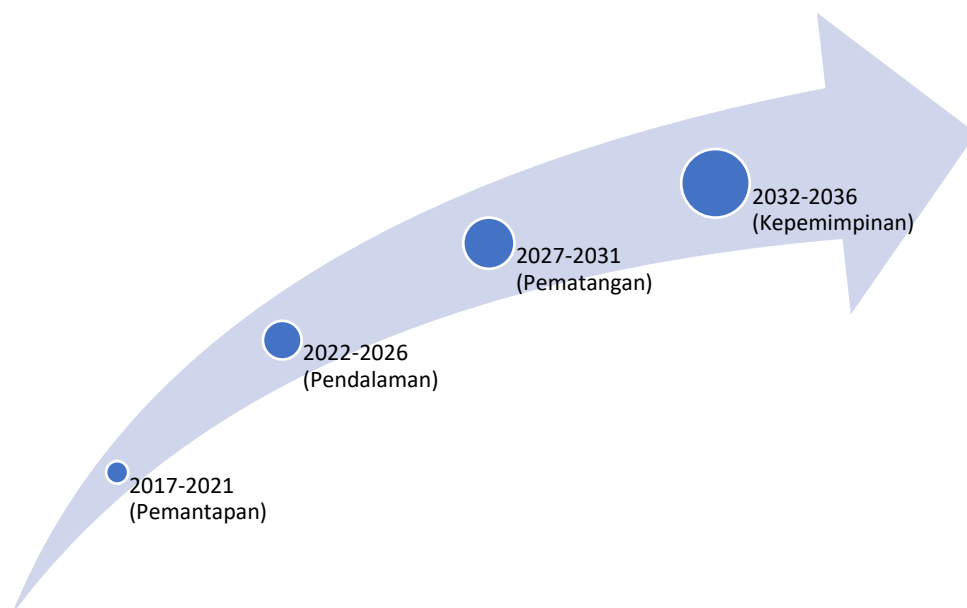 2032-2036
(Kepemimpinan)
2027-2031
(Pematangan)
2022-2026
(Pendalaman)
2017-2021
(Pemantapan)